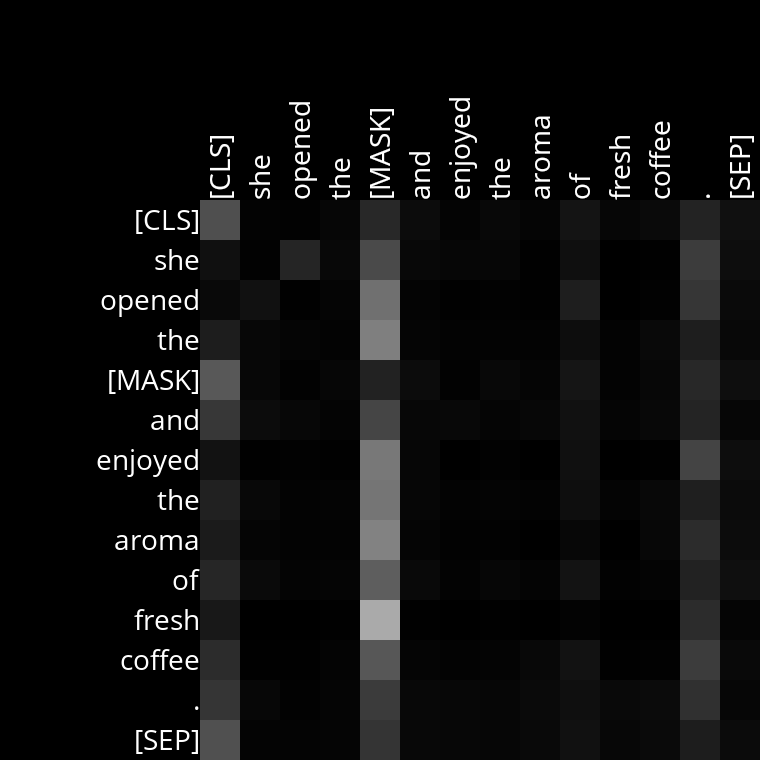 [CLS] she opened the [MASK] and enjoyed the aroma of fresh coffee . [SEP]
[CLS]
she
opened
the
[MASK]
and
enjoyed
the
aroma
of
fresh
coffee
.
[SEP]